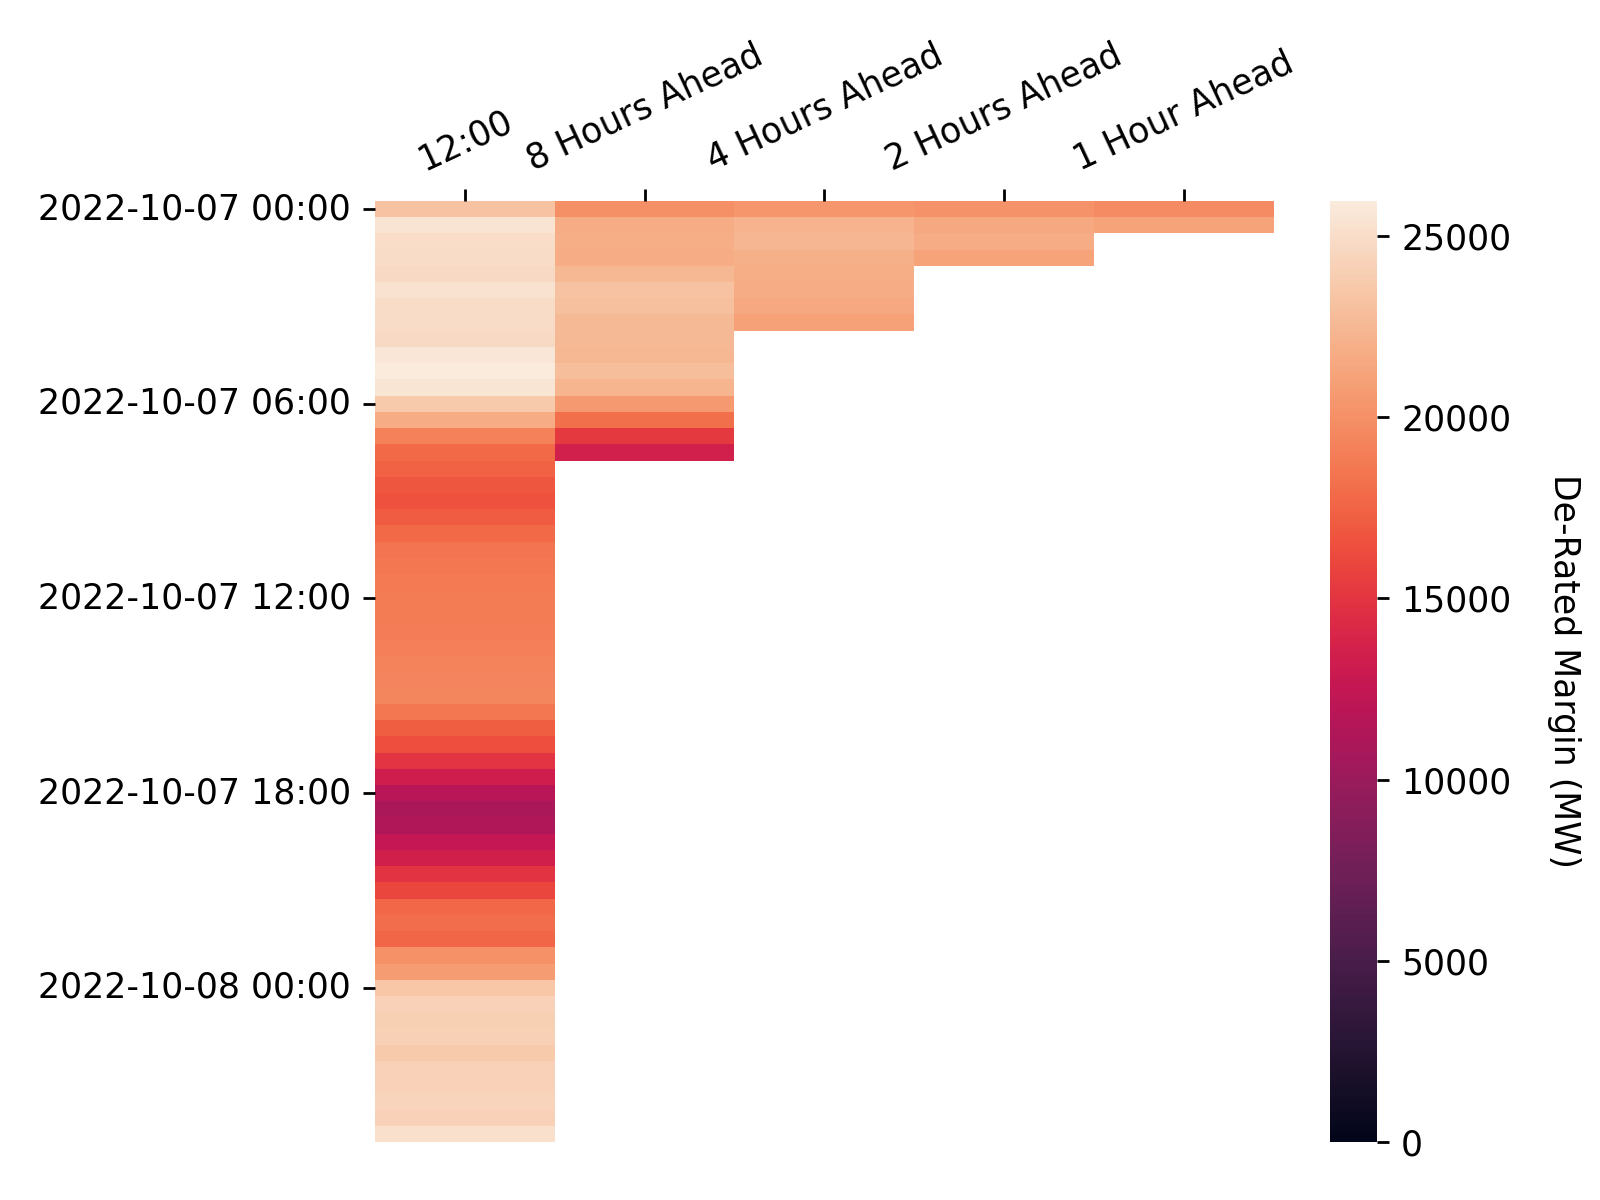 12:00
8 Hours Ahead
4 Hours Ahead
2 Hours Ahead
1 Hour Ahead
2022-10-07 00:00
2022-10-07 06:00
2022-10-07 12:00
2022-10-07 18:00
2022-10-08 00:00
25000
20000
15000
10000
5000
0
De-Rated Margin (MW)